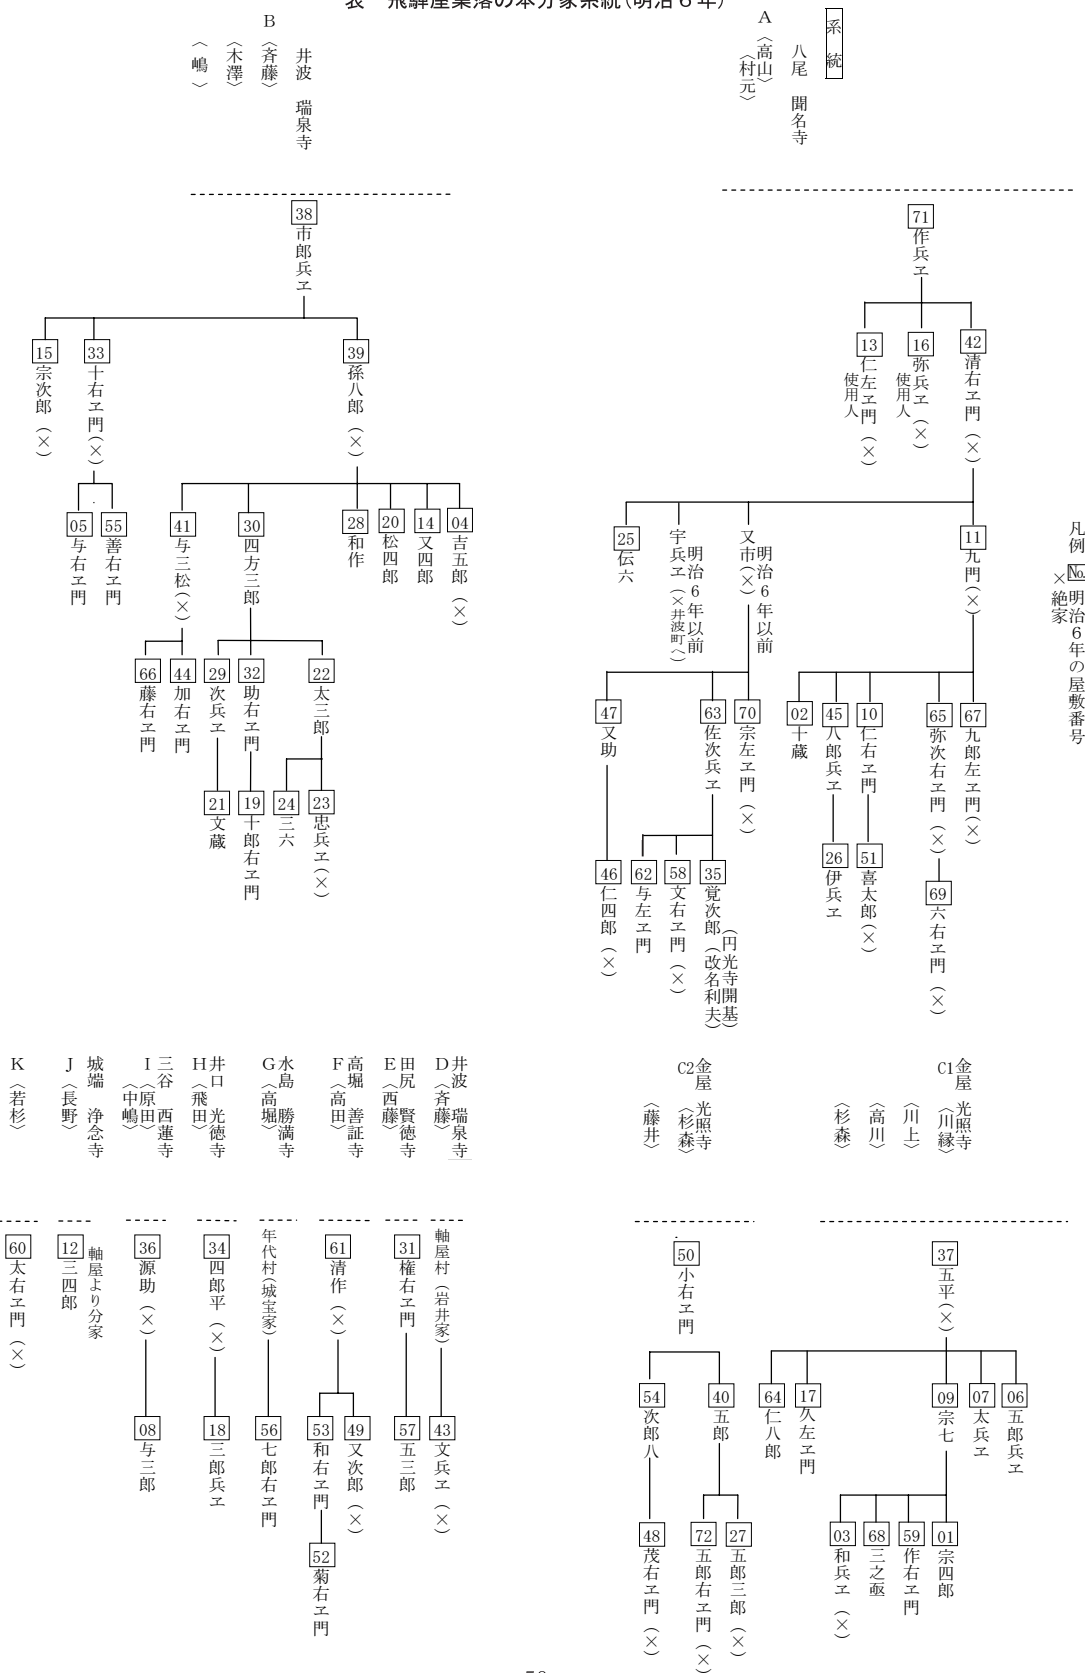 表　飛騨屋集落の本分家系統（明治６年）
系統
八尾　聞名寺
A〈高山〉
〈村元〉
凡例 No. 明治６年の屋敷番号
×絶家
71 作兵ヱ
42 清右ヱ門（×）
16 弥兵ヱ（×）
使用人
13 仁左ヱ門（×）
使用人
11 九門（×）
明治６年以前
又市（×）
明治６年以前
宇兵ヱ（×井波町へ）
25 伝六
67 九郎左ヱ門（×）
65 弥次右ヱ門（×）
10 仁右ヱ門
45 八郎兵ヱ
02 十蔵
70 宗左ヱ門（×）
63 佐次兵ヱ
47 又助
69 六右ヱ門（×）
51 喜太郎（×）
26 伊兵ヱ
（円光寺開基）
35 覚次郎（改名利夫）
58 文右ヱ門（×）
62 与左ヱ門
46 仁四郎（×）
井波　瑞泉寺
B〈斉藤〉
〈木澤〉
〈嶋〉
38 市郎兵ヱ
39 孫八郎（×）
33 十右ヱ門（×）
15 宗次郎（×）
04 吉五郎（×）
14 又四郎
20 松四郎
28 和作
30 四方三郎
41 与三松（×）
55 善右ヱ門
05 与右ヱ門
22 太三郎
32 助右ヱ門
29 次兵ヱ
44 加右ヱ門
66 藤右ヱ門
23 忠兵ヱ（×）
24 三六
19 十郎右ヱ門
21 文蔵
金屋　光照寺
C1〈川縁〉
〈川上〉
〈高川〉
〈杉森〉
37 五平（×）
06 五郎兵ヱ
07 太兵ヱ
09 宗七
17 久左ヱ門
64 仁八郎
01 宗四郎
59 作右ヱ門
68 三之亟
03 和兵ヱ（×）
金屋　光照寺
C2〈杉森〉
〈藤井〉
50 小右ヱ門
40 五郎
54 次郎八
27 五郎三郎（×）
72 五郎右ヱ門（×）
48 茂右ヱ門（×）
井波　瑞泉寺
D〈斉藤〉
軸屋村（岩井家）
43 文兵ヱ（×）
田尻　賢徳寺
E〈西藤〉
31 権右ヱ門
57 五三郎
高堀　善証寺
F〈高田〉
61 清作（×）
49 又次郎（×）
53 和右ヱ門
52 菊右ヱ門
水島　勝満寺
G〈高堀〉
年代村（城宝家）
56 七郎右ヱ門
井口　光徳寺
H〈飛田〉
34 四郎平（×）
18 三郎兵ヱ
三谷　西蓮寺
I〈原田〉
〈中嶋〉
36 源助（×）
08 与三郎
城端　浄念寺
J〈長野〉
軸屋より分家
12 三四郎
K〈若杉〉
60 太右ヱ門（×）